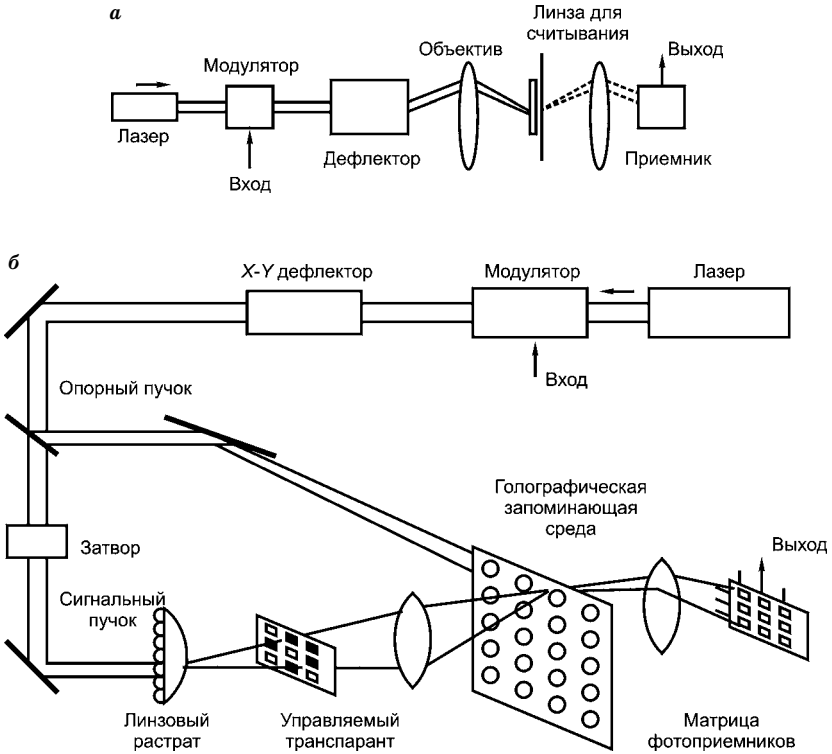 а
Линза для
считывания
Объектив
Выход
Модулятор
Лазер
Дефлектор
Приемник
Вход
б
X-Y дефлектор
Модулятор
Лазер
Вход
Опорный пучок
Голографическая
запоминающая
среда
Затвор
Выход
Сигнальный
пучок
Линзовый
растрат
Управляемый
транспарант
Матрица
фотоприемников